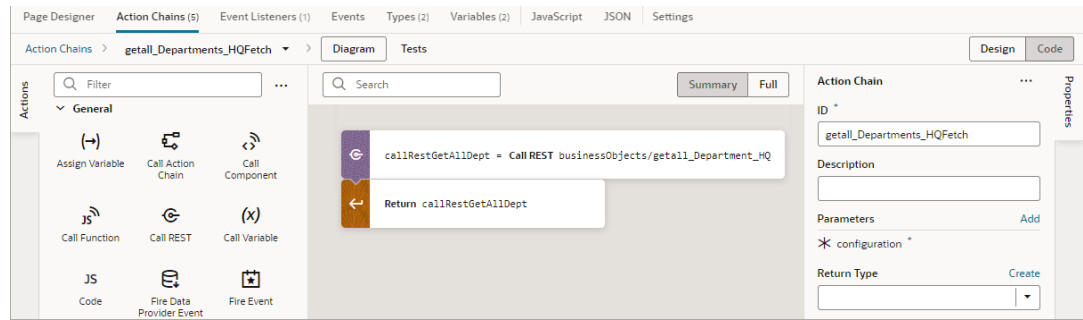 Page Designer Action Chains (5) Event Listeners (1) Events Types (2) Variables (2) JavaScript JSON Settings
Action Chains > getall_Departments_HQFetch > Diagram Tests Design Code
Actions
Filter ...
General
Assign Variable
Call Action
Chain
Call
Component
JS
Call Function
Call REST
(x)
Call Variable
JS
Code
Fire Data
Provider Event
Fire Event
Search Summary Full
callRestGetAllDept = Call REST businessObjects/getall_Department_HQ
Return callRestGetAllDept
Action Chain ...
ID *
getall_Departments_HQFetch
Description
Parameters Add
configuration *
Return Type Create
Properties